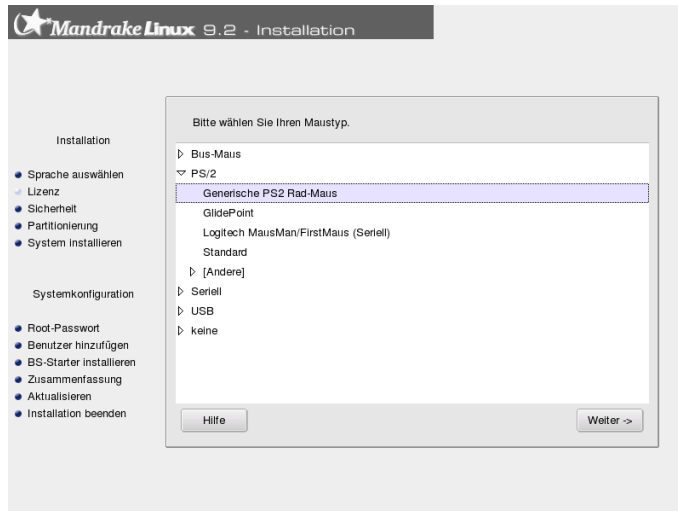 Mandrake Linux 9.2 - Installation
Installation
Sprache auswählen
Lizenz
Sicherheit
Partitionierung
System installieren
Systemkonfiguration
Root-Passwort
Benutzer hinzufügen
BS-Starter installieren
Zusammenfassung
Aktualisieren
Installation beenden
Bitte wählen Sie Ihren Maustyp.
Bus-Maus
PS/2
Generische PS2 Rad-Maus
GlidePoint
Logitech MausMan/FirstMaus (Seriell)
Standard
[Andere]
Seriell
USB
keine
Hilfe
Weiter ->